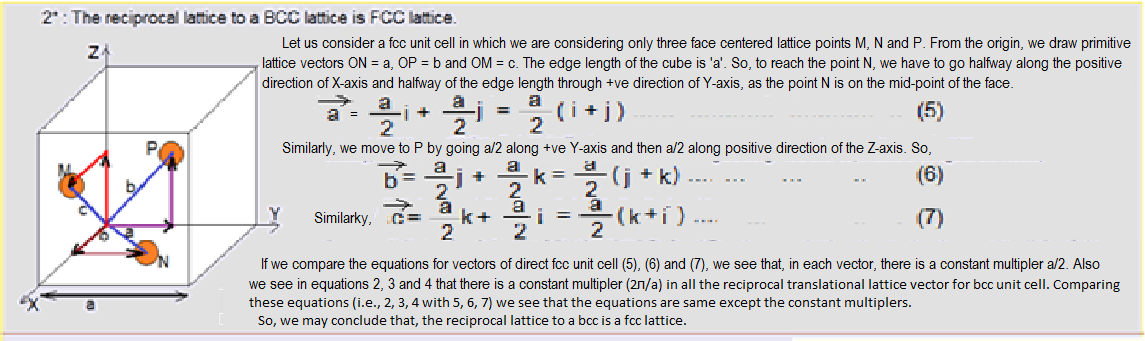 2* : The reciprocal lattice to a BCC lattice is FCC lattice.
Let us consider a fcc unit cell in which we are considering only three face centered lattice points M, N and P. From the origin, we draw primitive
lattice vectors ON = a, OP = b and OM = c. The edge length of the cube is 'a'. So, to reach the point N, we have to go halfway along the positive
direction of X-axis and halfway of the edge length through +ve direction of Y-axis, as the point N is on the mid-point of the face.
a⃗ = a/2 i + a/2 j = a/2 ( i + j ) (5)
Similarly, we move to P by going a/2 along +ve Y-axis and then a/2 along positive direction of the Z-axis. So,
b⃗ = a/2 j + a/2 k = a/2 ( j + k ) .... ... ... .. (6)
Similarky, c⃗ = a/2 k + a/2 i = a/2 ( k + i ) ..... (7)
Z
M
P
b
c
o
a
Y
N
X
a
If we compare the equations for vectors of direct fcc unit cell (5), (6) and (7), we see that, in each vector, there is a constant multipler a/2. Also
we see in equations 2, 3 and 4 that there is a constant multipler (2π/a) in all the reciprocal translational lattice vector for bcc unit cell. Comparing
these equations (i.e., 2, 3, 4 with 5, 6, 7) we see that the equations are same except the constant multiplers.
So, we may conclude that, the reciprocal lattice to a bcc is a fcc lattice.